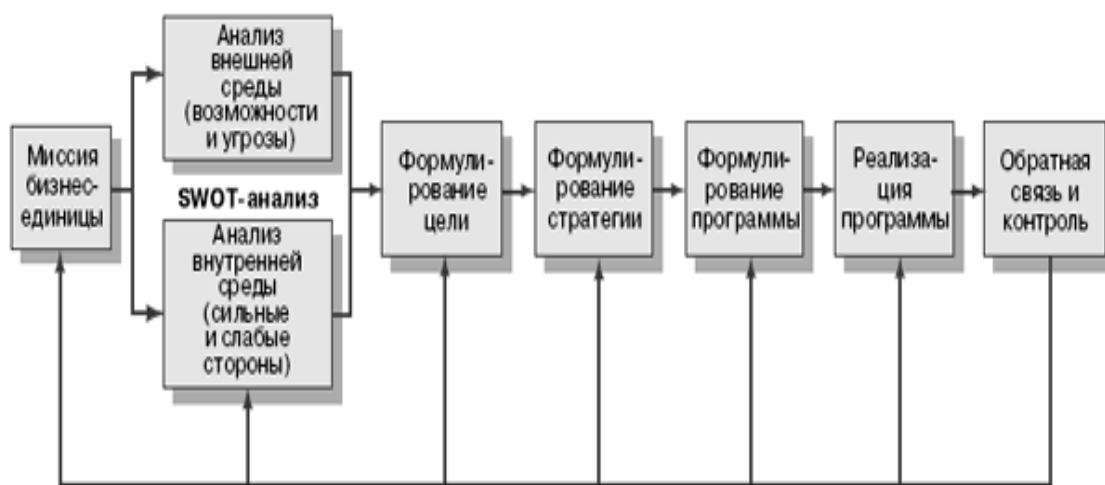 Миссия
бизнес-
единицы
Анализ
внешней
среды
(возможности
и угрозы)
SWOT-анализ
Анализ
внутренней
среды
(сильные
и слабые
стороны)
Формули-
рование
цели
Формули-
рование
стратегии
Формули-
рование
программы
Реализа-
ция
программы
Обратная
связь и
контроль